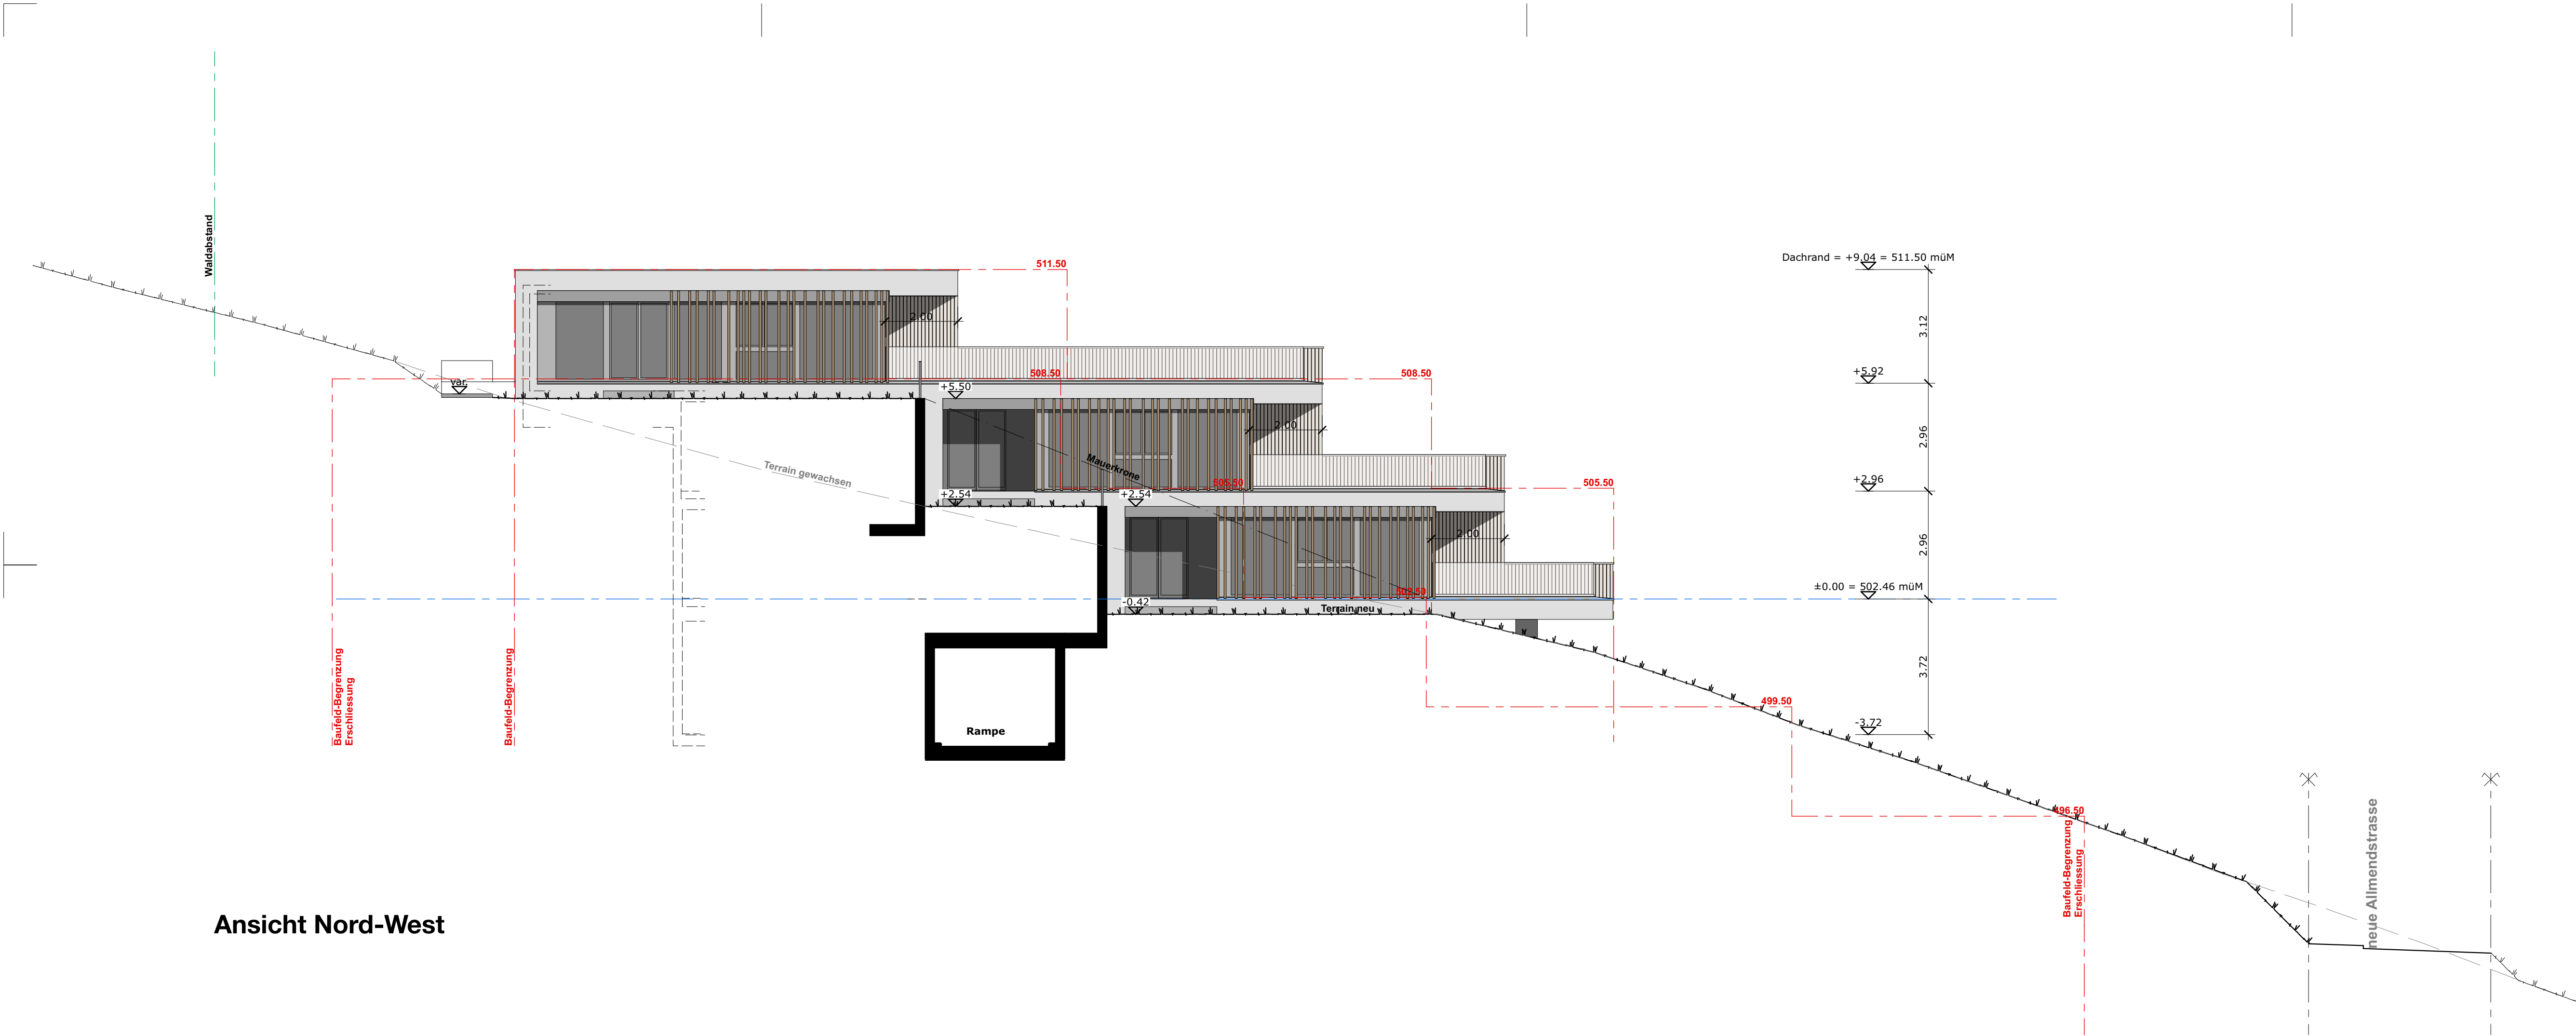 Waldabstand
511.50
Dachrand = +9.04 = 511.50 müM
2.00
3.12
var.
508.50
508.50
+5.50
+5.92
2.00
2.96
Mauerkrone
Terrain gewachsen
505.50
505.50
+2.96
+2.54
+2.54
2.00
2.96
±0.00 = 502.46 müM
502.50
-0.42
Terrain neu
3.72
Baufeld-Begrenzung
Erschliessung
Baufeld-Begrenzung
499.50
-3.72
Rampe
496.50
Baufeld-Begrenzung
Erschliessung
neue Allmendstrasse
Ansicht Nord-West